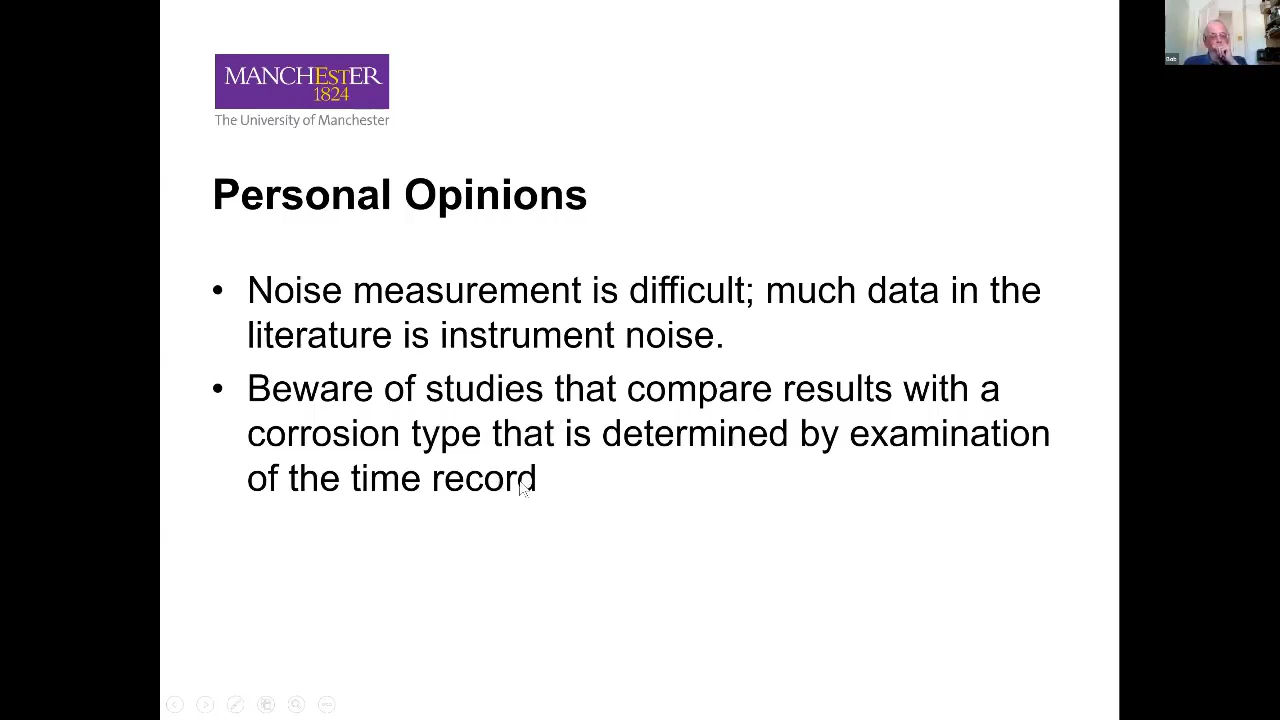 MANCHESTER
1824
The University of Manchester
Personal Opinions
• Noise measurement is difficult; much data in the
literature is instrument noise.
• Beware of studies that compare results with a
corrosion type that is determined by examination
of the time record
Bob